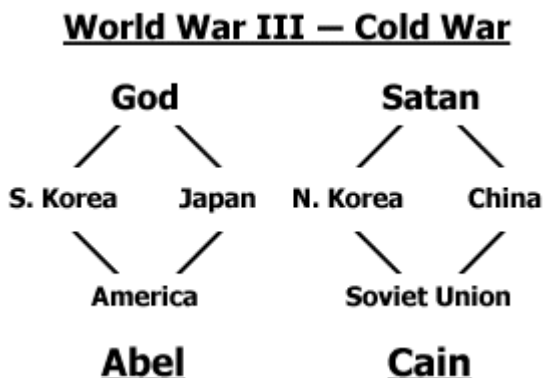 World War III — Cold War
God Satan
S. Korea Japan N. Korea China
America Soviet Union
Abel Cain